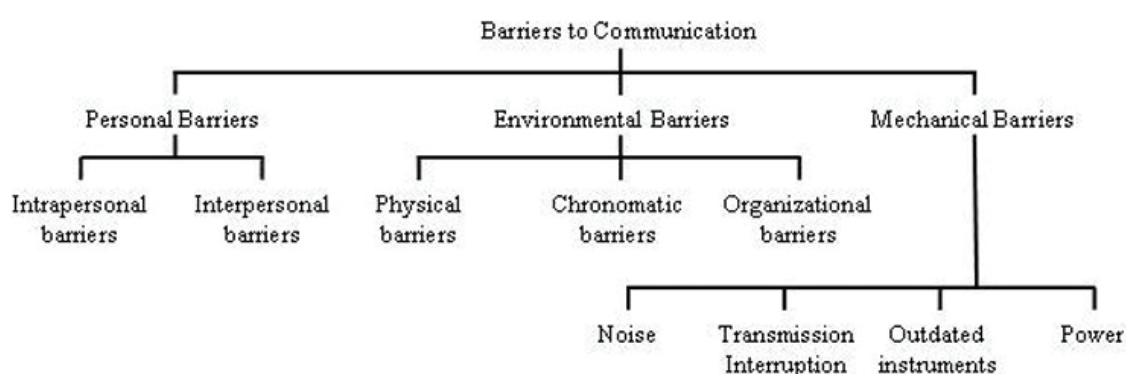 Barriers to Communication
Personal Barriers
Environmental Barriers
Mechanical Barriers
Intrapersonal
barriers
Interpersonal
barriers
Physical
barriers
Chronomatic
barriers
Organizational
barriers
Noise
Transmission
Interruption
Outdated
instruments
Power